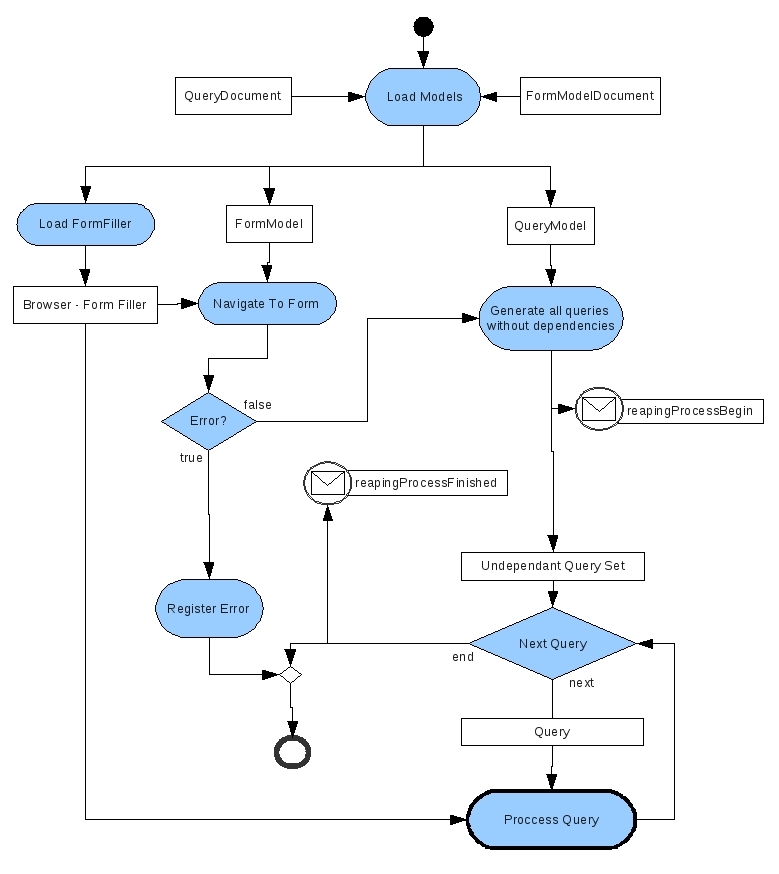 QueryDocument
Load Models
FormModelDocument
Load FormFiller
FormModel
QueryModel
Browser - Form Filler
Navigate To Form
Generate all queries
without dependencies
false
Error?
true
reapingProcessBegin
reapingProcessFinished
Undependant Query Set
Register Error
Next Query
end
next
Query
Proccess Query